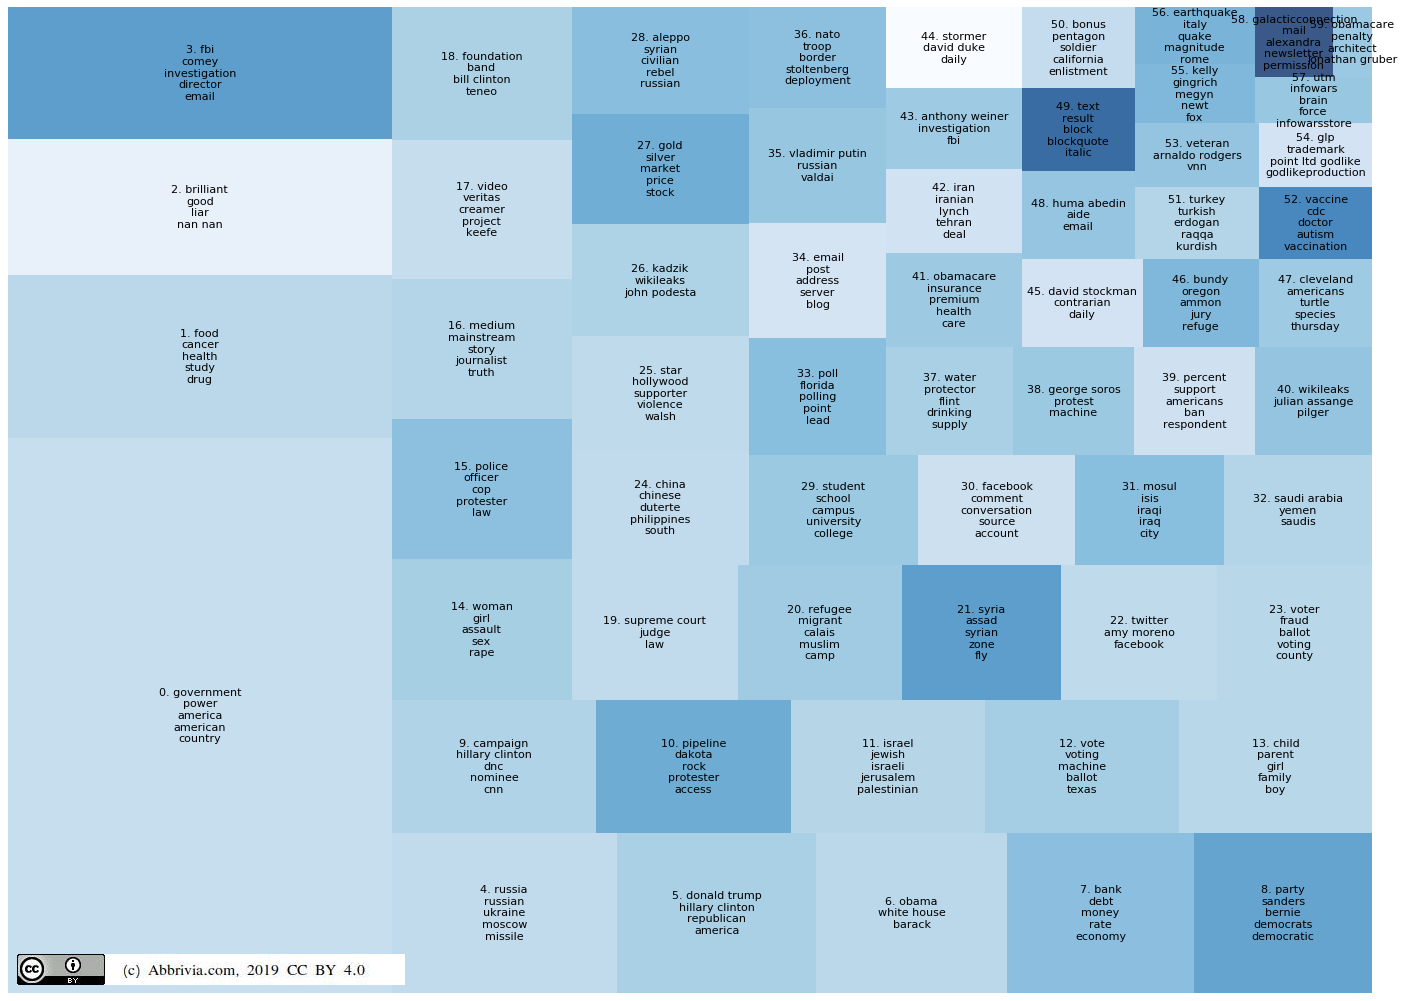 3. fbi
comey
investigation
director
email
2. brilliant
good
liar
nan nan
1. food
cancer
health
study
drug
0. government
power
america
american
country
18. foundation
band
bill clinton
teneo
17. video
veritas
creamer
project
keefe
16. medium
mainstream
story
journalist
truth
15. police
officer
cop
protester
law
14. woman
girl
assault
sex
rape
9. campaign
hillary clinton
dnc
nominee
cnn
4. russia
russian
ukraine
moscow
missile
28. aleppo
syrian
civilian
rebel
russian
27. gold
silver
market
price
stock
26. kadzik
wikileaks
john podesta
25. star
hollywood
supporter
violence
walsh
24. china
chinese
duterte
philippines
south
19. supreme court
judge
law
10. pipeline
dakota
rock
protester
access
5. donald trump
hillary clinton
republican
america
36. nato
troop
border
stoltenberg
deployment
35. vladimir putin
russian
valdai
34. email
post
address
server
blog
33. poll
florida
polling
point
lead
29. student
school
campus
university
college
20. refugee
migrant
calais
muslim
camp
11. israel
jewish
israeli
jerusalem
palestinian
6. obama
white house
barack
44. stormer
david duke
daily
43. anthony weiner
investigation
fbi
42. iran
iranian
lynch
tehran
deal
41. obamacare
insurance
premium
health
care
37. water
protector
flint
drinking
supply
30. facebook
comment
conversation
source
account
21. syria
assad
syrian
zone
fly
12. vote
voting
machine
ballot
texas
7. bank
debt
money
rate
economy
50. bonus
pentagon
soldier
california
enlistment
49. text
result
block
blockquote
italic
48. huma abedin
aide
email
45. david stockman
contrarian
daily
38. george soros
protest
machine
31. mosul
isis
iraqi
iraq
city
22. twitter
amy moreno
facebook
13. child
parent
girl
family
boy
8. party
sanders
bernie
democrats
democratic
56. earthquake
italy
quake
magnitude
rome
55. kelly
gingrich
megyn
newt
fox
53. veteran
arnaldo rodgers
vnn
51. turkey
turkish
erdogan
raqqa
kurdish
46. bundy
oregon
ammon
jury
refuge
39. percent
support
americans
ban
respondent
58. galacticconnection
mail
alexandra
newsletter
permission
59. obamacare
penalty
architect
jonathan gruber
57. utm
infowars
brain
force
infowarsstore
54. glp
trademark
point ltd godlike
godlikeproduction
52. vaccine
cdc
doctor
autism
vaccination
47. cleveland
americans
turtle
species
thursday
40. wikileaks
julian assange
pilger
32. saudi arabia
yemen
saudis
23. voter
fraud
ballot
voting
county
cc
BY
(c) Abbrivia.com, 2019 CC BY 4.0